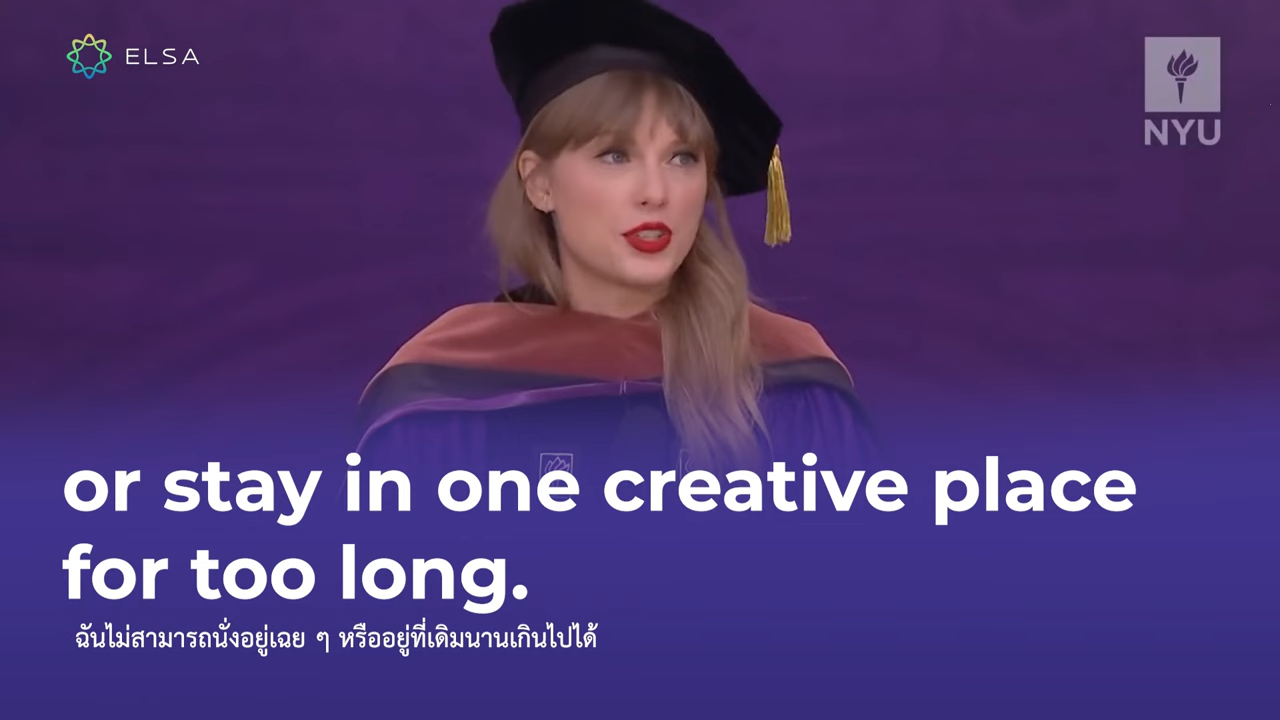 ELSA
NYU
or stay in one creative place
for too long.
ฉันไม่สามารถนั่งอยู่เฉย ๆ หรืออยู่ที่เดิมนานเกินไปได้